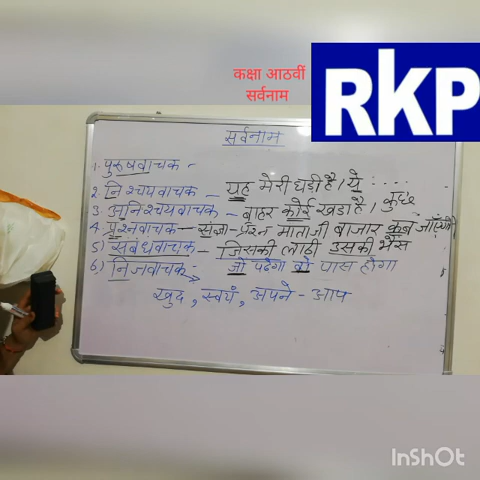 कक्षा आठवीं
सर्वनाम
RKP
सर्वनाम
1. पुरूषवाचक -
2. निश्चयवाचक - यह मेरी घड़ी है। ये ....
3. अनिश्चयवाचक - बाहर कोई खड़ा है। कुछ
4. प्रश्नवाचक - संज्ञा-प्रश्न माताजी बाजार कब जाएंगी
5) संबंधवाचक - जिसकी लाठी उसकी भैंस
6) निजवाचक जो पढ़ेगा वो पास होगा
खुद, स्वयं, अपने - आप
InShOt